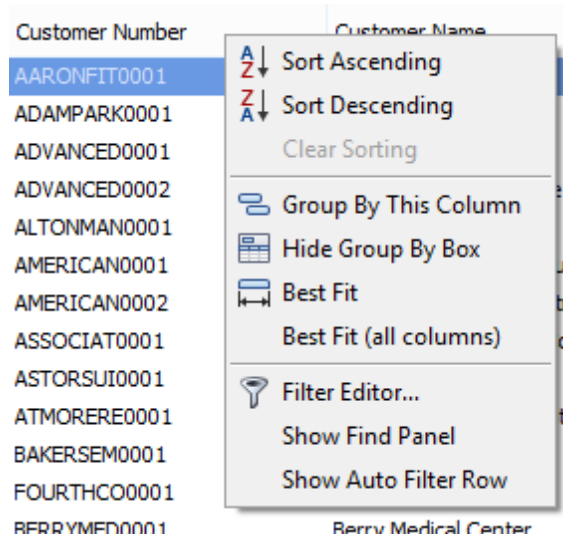 Customer Number Customer Name
AARONFIT0001
ADAMPARK0001
ADVANCED0001
ADVANCED0002
ALTONMAN0001
AMERICAN0001
AMERICAN0002
ASSOCIAT0001
ASTORSUI0001
ATMORERE0001
BAKERSEM0001
FOURTHCO0001
BERRYMED0001 Berry Medical Center
Sort Ascending
Sort Descending
Clear Sorting
Group By This Column
Hide Group By Box
Best Fit
Best Fit (all columns)
Filter Editor...
Show Find Panel
Show Auto Filter Row